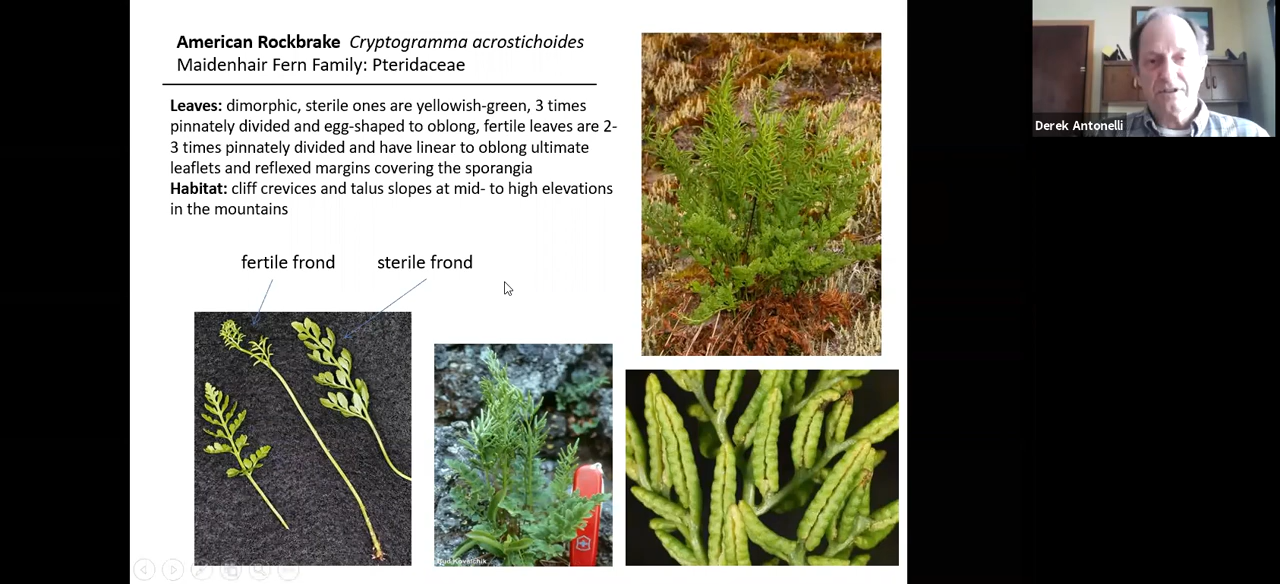 American Rockbrake Cryptogramma acrostichoides
Maidenhair Fern Family: Pteridaceae
Leaves: dimorphic, sterile ones are yellowish-green, 3 times
pinnately divided and egg-shaped to oblong, fertile leaves are 2-
3 times pinnately divided and have linear to oblong ultimate
leaflets and reflexed margins covering the sporangia
Habitat: cliff crevices and talus slopes at mid- to high elevations
in the mountains
fertile frond
sterile frond
Bud Kovalchik
Derek Antonelli